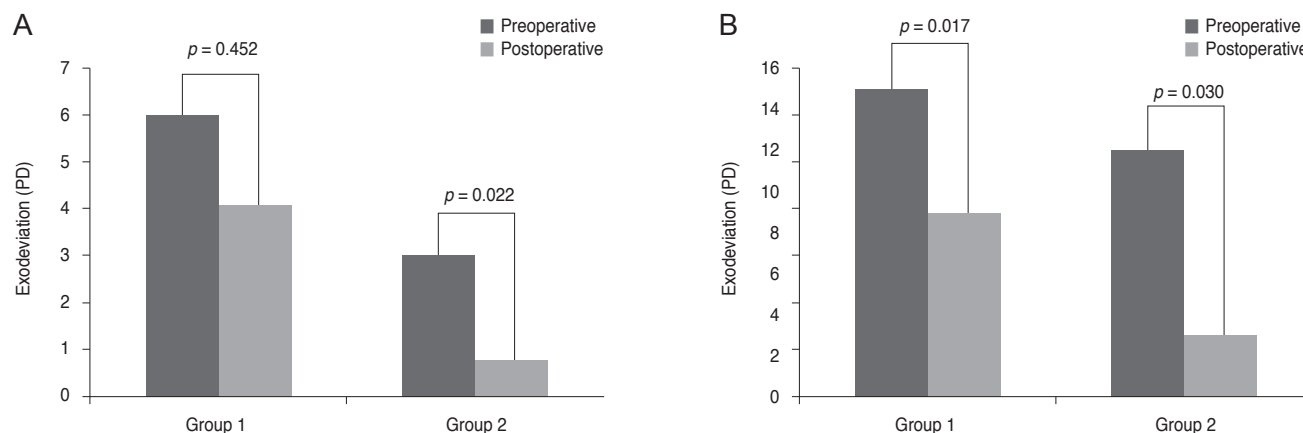 A
Preoperative
Postoperative
p = 0.452
p = 0.022
Exodeviation (PD)
7
6
5
4
3
2
1
0
Group 1
Group 2
B
Preoperative
Postoperative
p = 0.017
p = 0.030
Exodeviation (PD)
16
14
12
10
8
6
4
2
0
Group 1
Group 2